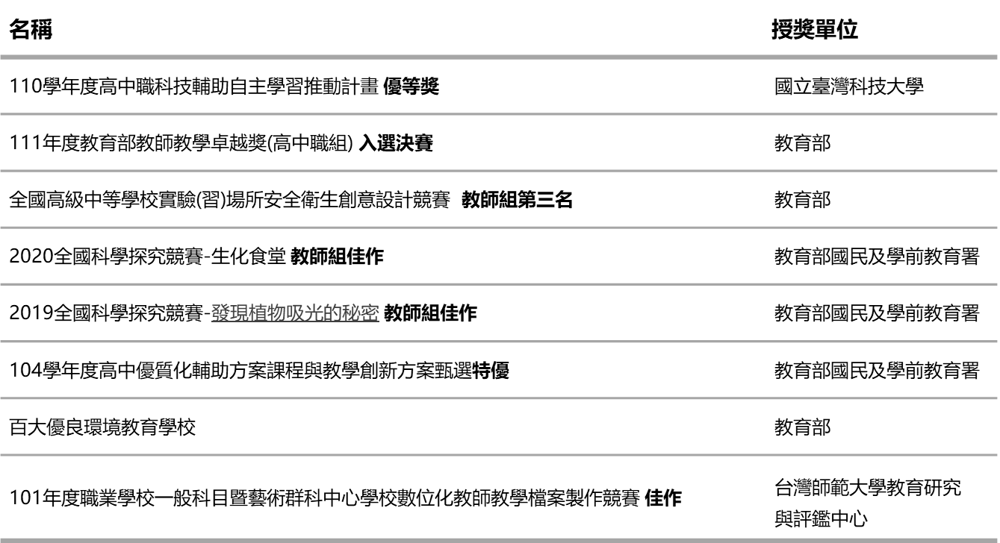 名稱 授獎單位
110學年度高中職科技輔助自主學習推動計畫 優等獎 國立臺灣科技大學
111年度教育部教師教學卓越獎(高中職組) 入選決賽 教育部
全國高級中等學校實驗(習)場所安全衛生創意設計競賽 教師組第三名 教育部
2020全國科學探究競賽-生化食堂 教師組佳作 教育部國民及學前教育署
2019全國科學探究競賽-發現植物吸光的秘密 教師組佳作 教育部國民及學前教育署
104學年度高中優質化輔助方案課程與教學創新方案甄選特優 教育部國民及學前教育署
百大優良環境教育學校 教育部
101年度職業學校一般科目暨藝術群科中心學校數位化教師教學檔案製作競賽 佳作 台灣師範大學教育研究
與評鑑中心